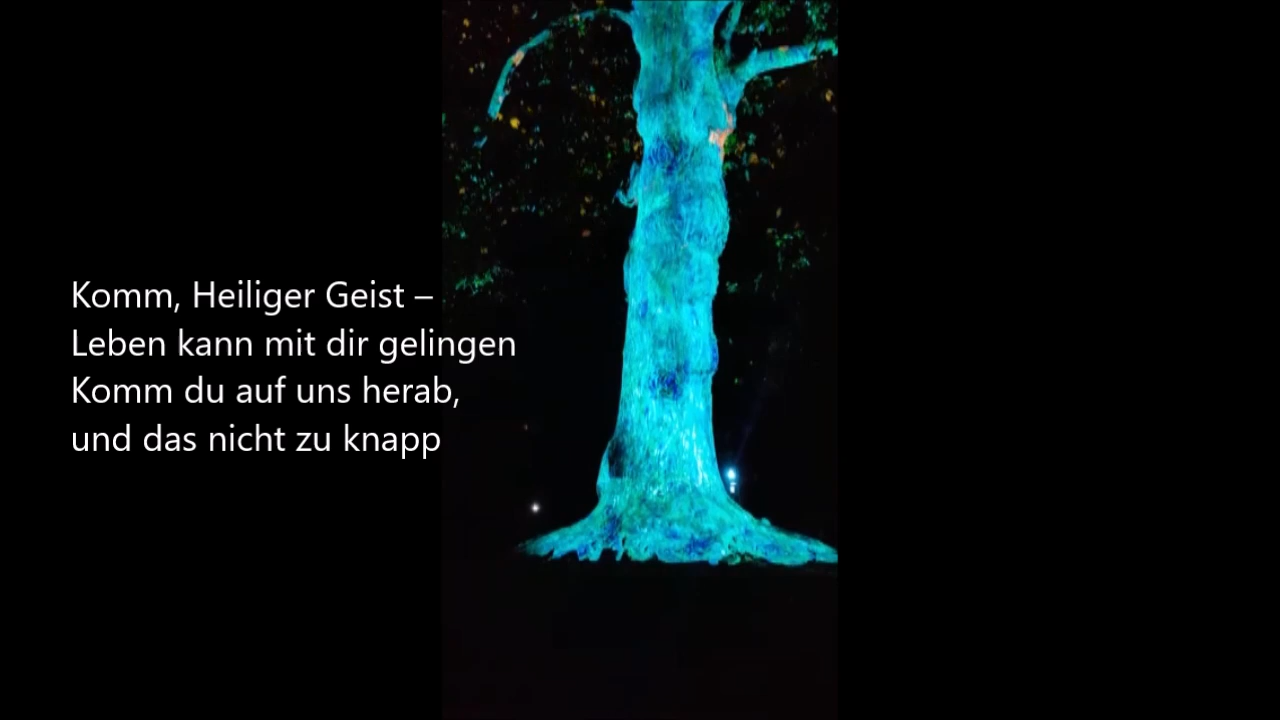 Komm, Heiliger Geist –
Leben kann mit dir gelingen
Komm du auf uns herab,
und das nicht zu knapp